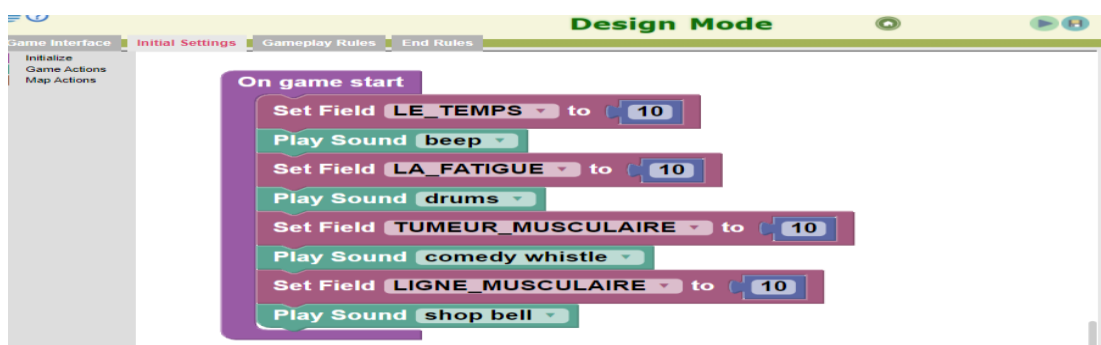 Design Mode
Game Interface Initial Settings Gameplay Rules End Rules
Initialize
Game Actions
Map Actions
On game start
Set Field LE_TEMPS to 10
Play Sound beep
Set Field LA_FATIGUE to 10
Play Sound drums
Set Field TUMEUR_MUSCULAIRE to 10
Play Sound comedy whistle
Set Field LIGNE_MUSCULAIRE to 10
Play Sound shop bell